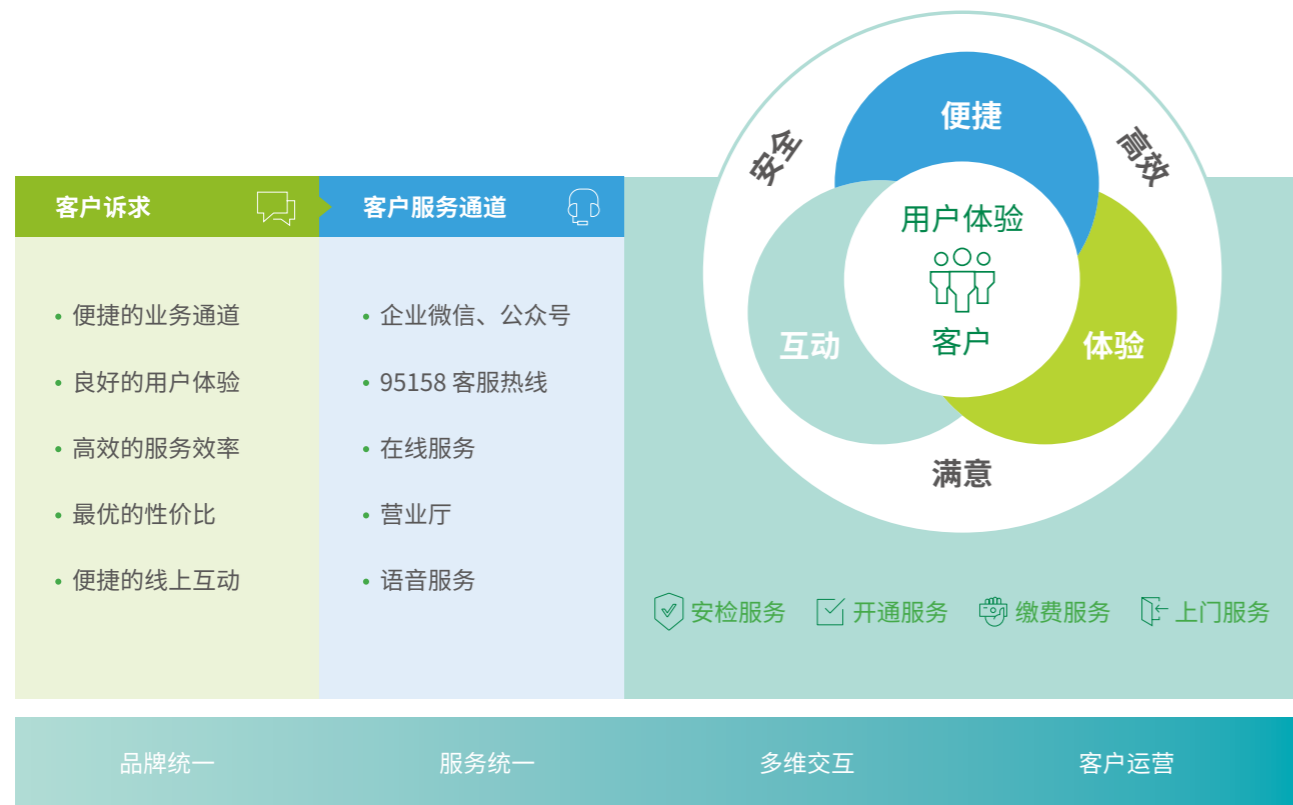 客户诉求
• 便捷的业务通道
• 良好的用户体验
• 高效的服务效率
• 最优的性价比
• 便捷的线上互动
客户服务通道
• 企业微信、公众号
• 95158 客服热线
• 在线服务
• 营业厅
• 语音服务
便捷
安全
高效
用户体验
客户
互动
体验
满意
安检服务
开通服务
缴费服务
上门服务
品牌统一
服务统一
多维交互
客户运营